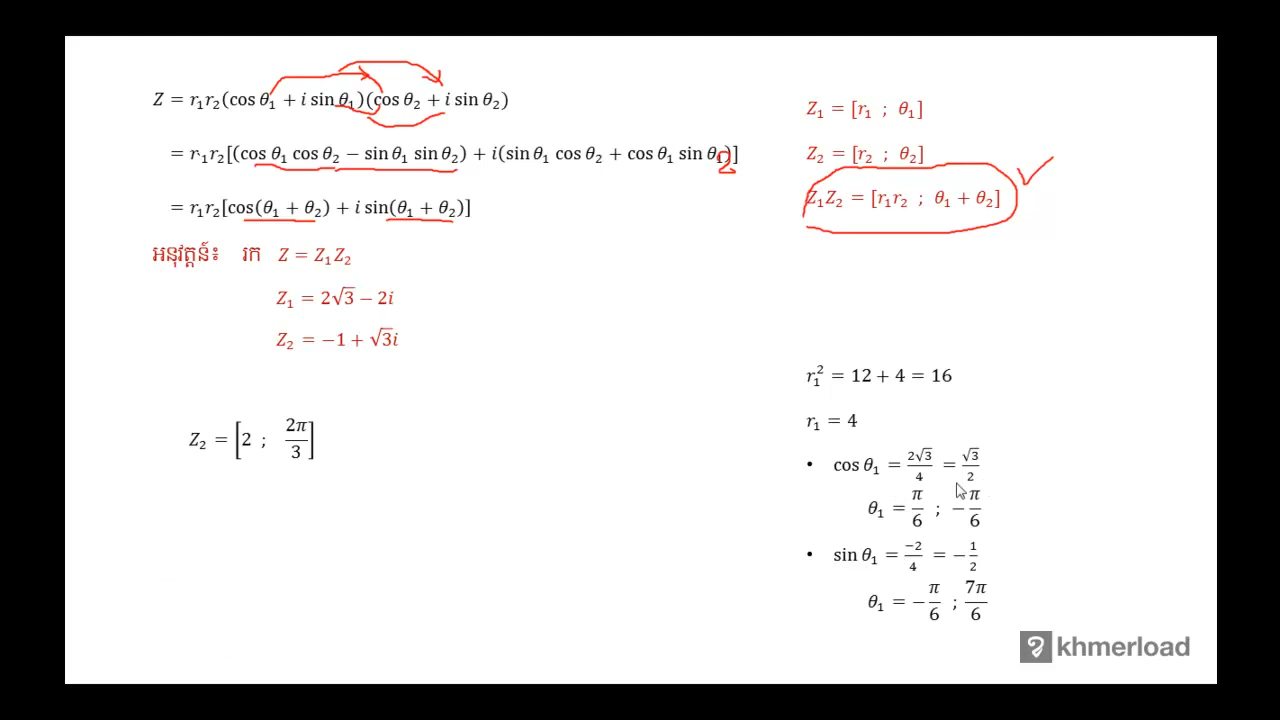 Z = r₁r₂(cos θ₁ + i sin θ₁)(cos θ₂ + i sin θ₂)
= r₁r₂[(cos θ₁ cos θ₂ − sin θ₁ sin θ₂) + i(sin θ₁ cos θ₂ + cos θ₁ sin θ₂)]
= r₁r₂[cos(θ₁ + θ₂) + i sin(θ₁ + θ₂)]
អនុវត្តន៍៖ រក Z = Z₁Z₂
Z₁ = 2√3 − 2i
Z₂ = −1 + √3i
Z₂ = [2 ; 2π/3]
Z₁ = [r₁ ; θ₁]
Z₂ = [r₂ ; θ₂]
Z₁Z₂ = [r₁r₂ ; θ₁ + θ₂]
r₁² = 12 + 4 = 16
r₁ = 4
• cos θ₁ = 2√3/4 = √3/2
θ₁ = π/6 ; −π/6
• sin θ₁ = −2/4 = −1/2
θ₁ = −π/6 ; 7π/6
khmerload